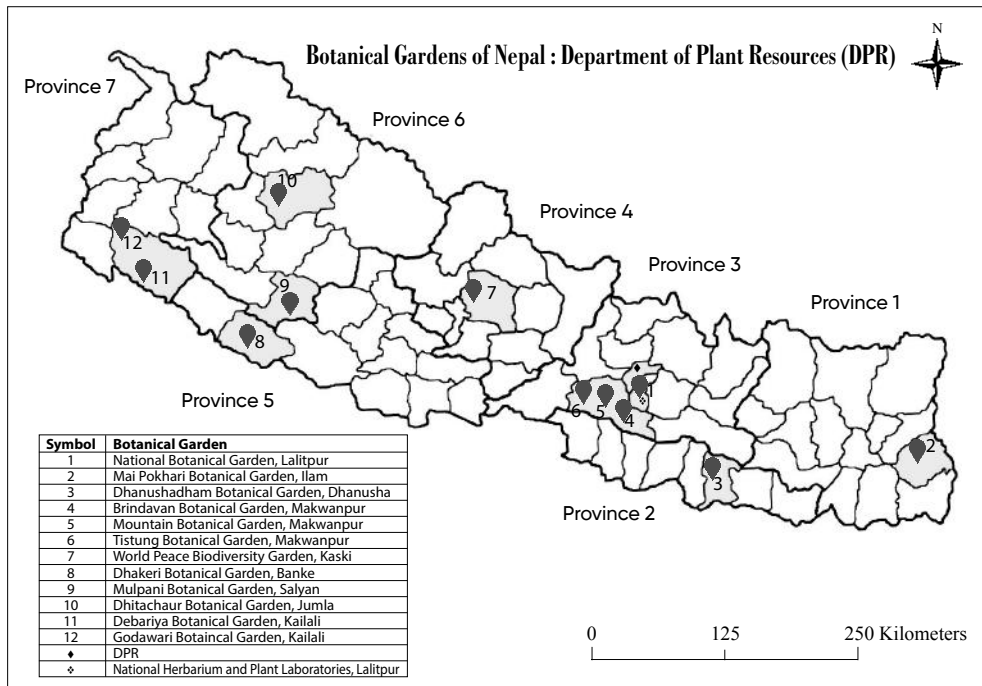 Botanical Gardens of Nepal : Department of Plant Resources (DPR)
N
Province 7
Province 6
10
Province 4
12
11
Province 3
9
7
Province 1
8
1
Province 5
6
5
4
2
3
Province 2
Symbol Botanical Garden
1 National Botanical Garden, Lalitpur
2 Mai Pokhari Botanical Garden, Ilam
3 Dhanushadham Botanical Garden, Dhanusha
4 Brindavan Botanical Garden, Makwanpur
5 Mountain Botanical Garden, Makwanpur
6 Tistung Botanical Garden, Makwanpur
7 World Peace Biodiversity Garden, Kaski
8 Dhakeri Botanical Garden, Banke
9 Mulpani Botanical Garden, Salyan
10 Dhitachaur Botanical Garden, Jumla
11 Debariya Botanical Garden, Kailali
12 Godawari Botaincal Garden, Kailali
DPR
National Herbarium and Plant Laboratories, Lalitpur
0 125 250 Kilometers